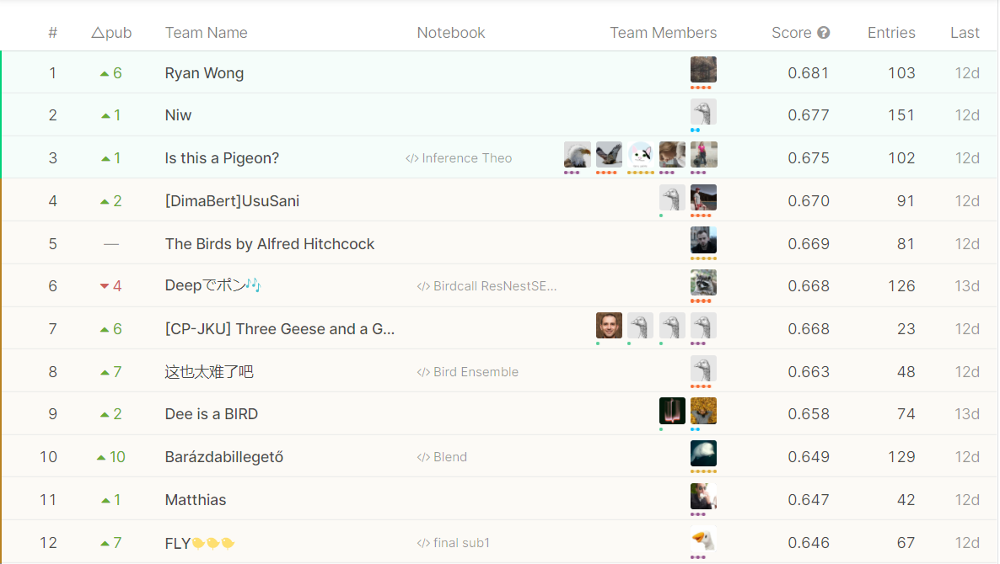 # △pub Team Name Notebook Team Members Score ? Entries Last
1 ▲ 6 Ryan Wong 0.681 103 12d
2 ▲ 1 Niw 0.677 151 12d
3 ▲ 1 Is this a Pigeon? </> Inference Theo 0.675 102 12d
4 ▲ 2 [DimaBert]UsuSani 0.670 91 12d
5 — The Birds by Alfred Hitchcock 0.669 81 12d
6 ▼ 4 Deepでポン🎶 </> Birdcall ResNestSE... 0.668 126 13d
7 ▲ 6 [CP-JKU] Three Geese and a G... 0.668 23 12d
8 ▲ 7 这也太难了吧 </> Bird Ensemble 0.663 48 12d
9 ▲ 2 Dee is a BIRD 0.658 74 13d
10 ▲ 10 Barázdabillegető </> Blend 0.649 129 12d
11 ▲ 1 Matthias 0.647 42 12d
12 ▲ 7 FLY🐤🐤🐤 </> final sub1 0.646 67 12d